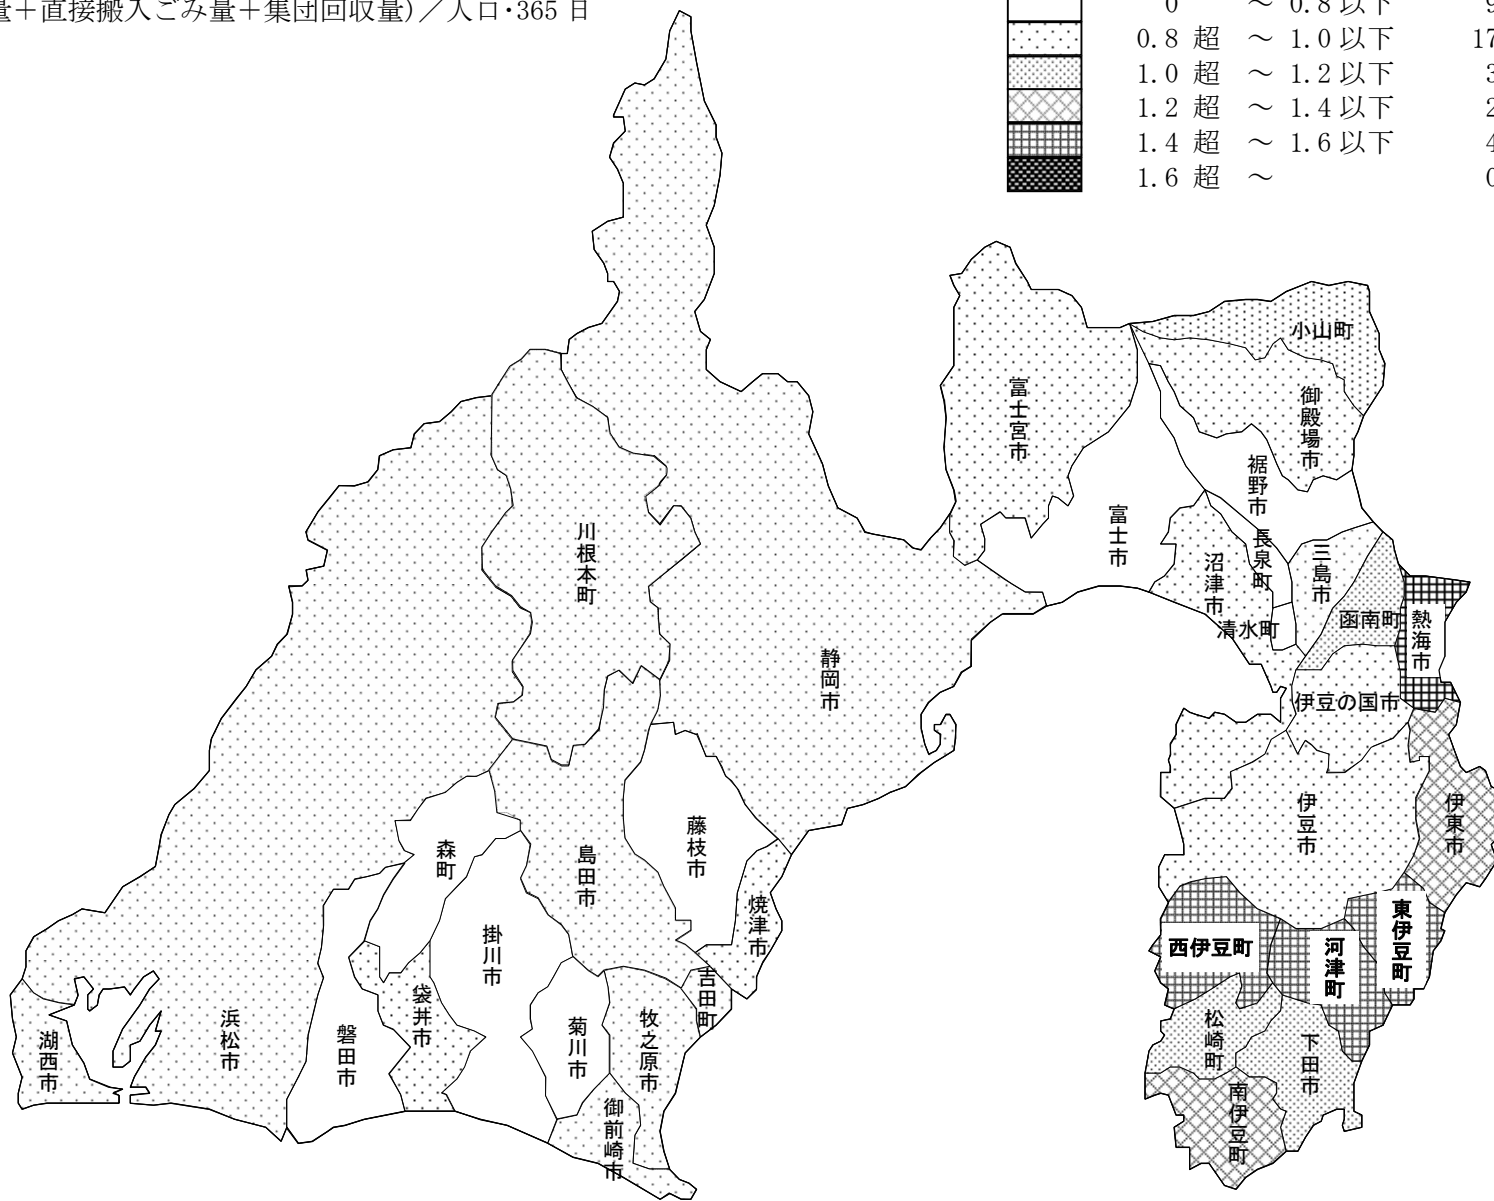 量＋直接搬入ごみ量＋集団回収量)／人口・365 日
0 ～ 0.8 以下 9
0.8 超 ～ 1.0 以下 17
1.0 超 ～ 1.2 以下 3
1.2 超 ～ 1.4 以下 2
1.4 超 ～ 1.6 以下 4
1.6 超 ～ 0
小山町
御殿場市
富士宮市
裾野市
富士市
長泉町
沼津市
三島市
清水町
函南町
熱海市
川根本町
静岡市
伊豆の国市
伊豆市
伊東市
藤枝市
森町
島田市
焼津市
掛川市
東伊豆町
西伊豆町
河津町
吉田町
袋井市
湖西市
浜松市
磐田市
菊川市
牧之原市
松崎町
下田市
御前崎市
南伊豆町